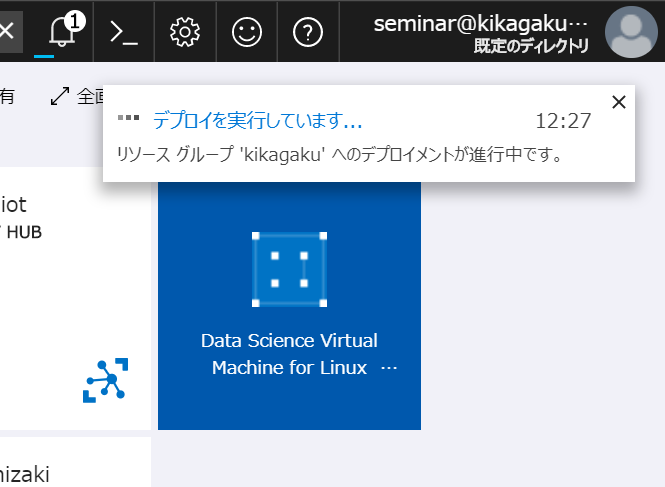 1
seminar@kikagaku...
既定のディレクトリ
有
全画
デプロイを実行しています... 12:27
リソース グループ 'kikagaku' へのデプロイメントが進行中です。
iot
HUB
Data Science Virtual
Machine for Linux ...
nizaki